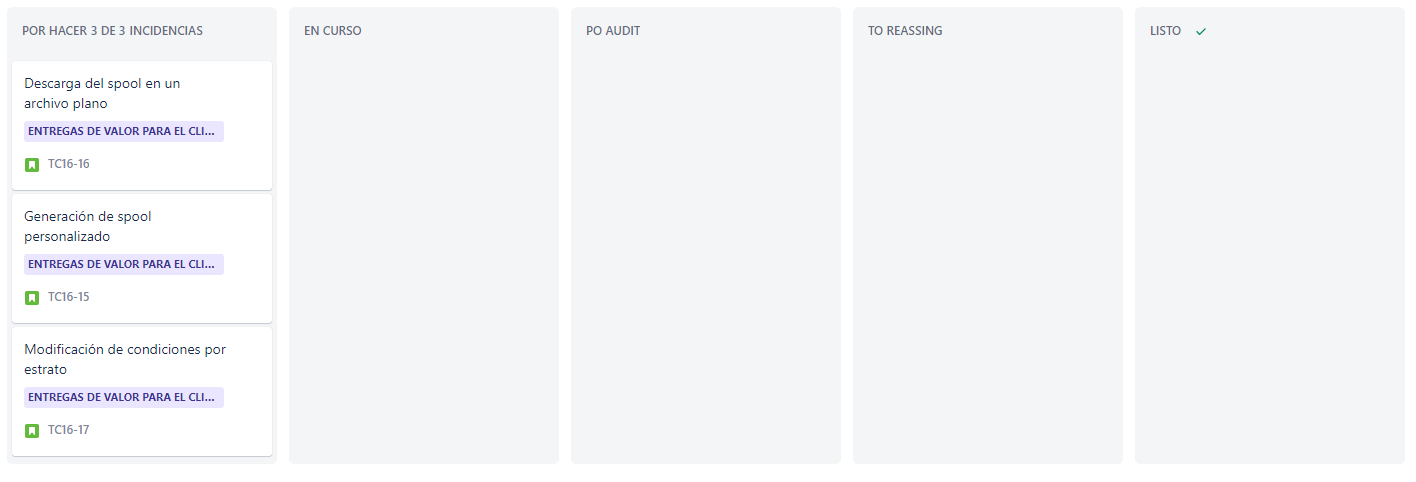 POR HACER 3 DE 3 INCIDENCIAS
Descarga del spool en un
archivo plano
ENTREGAS DE VALOR PARA EL CLI...
TC16-16
Generación de spool
personalizado
ENTREGAS DE VALOR PARA EL CLI...
TC16-15
Modificación de condiciones por
estrato
ENTREGAS DE VALOR PARA EL CLI...
TC16-17
EN CURSO
PO AUDIT
TO REASSING
LISTO